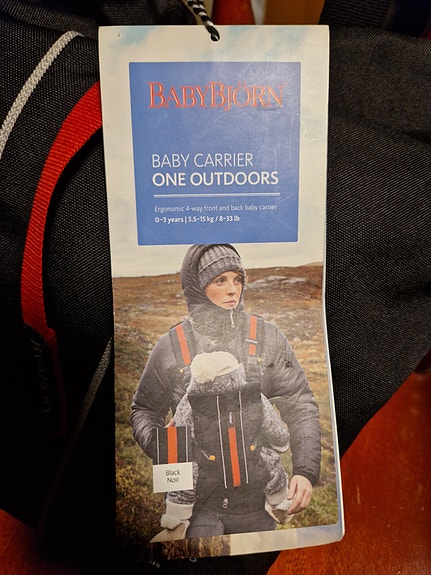 BABYBJÖRN
BABY CARRIER
ONE OUTDOORS
Ergonomic 4-way front and back baby carrier
0–3 years | 3.5–15 kg / 8–33 lb
Black
Noir